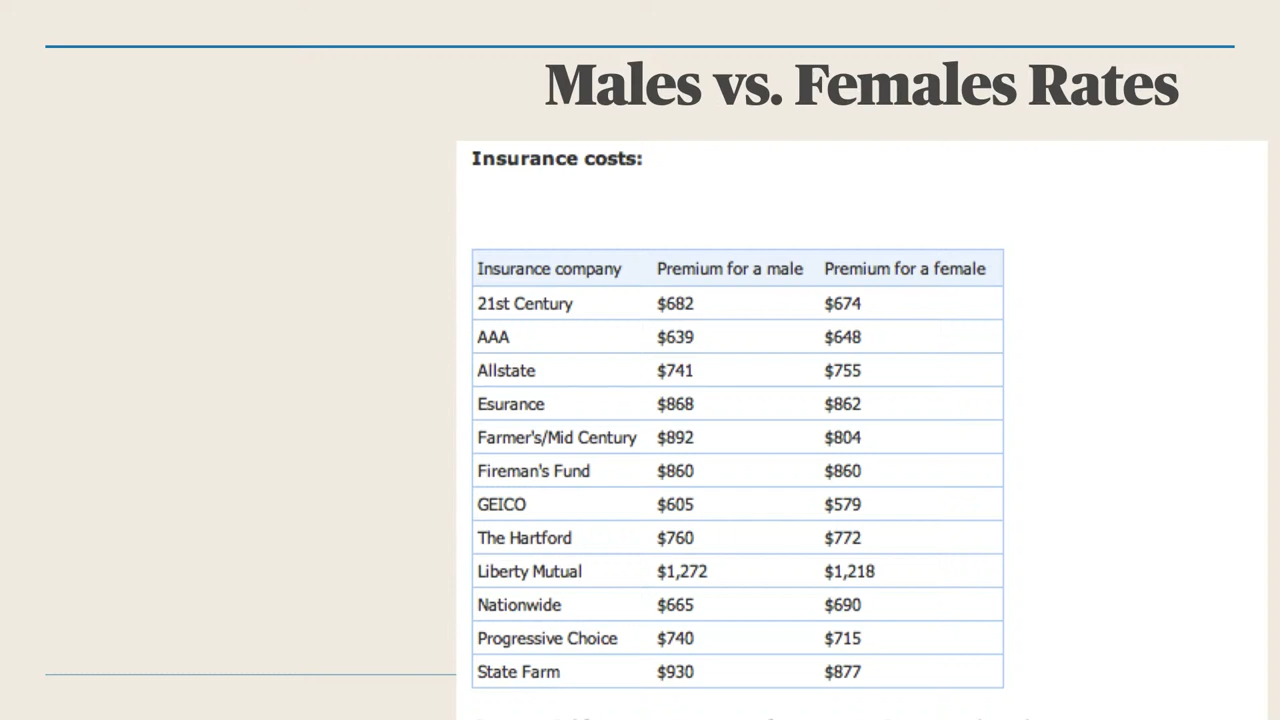 Males vs. Females Rates
Insurance costs:
Insurance company Premium for a male Premium for a female
21st Century $682 $674
AAA $639 $648
Allstate $741 $755
Esurance $868 $862
Farmer's/Mid Century $892 $804
Fireman's Fund $860 $860
GEICO $605 $579
The Hartford $760 $772
Liberty Mutual $1,272 $1,218
Nationwide $665 $690
Progressive Choice $740 $715
State Farm $930 $877